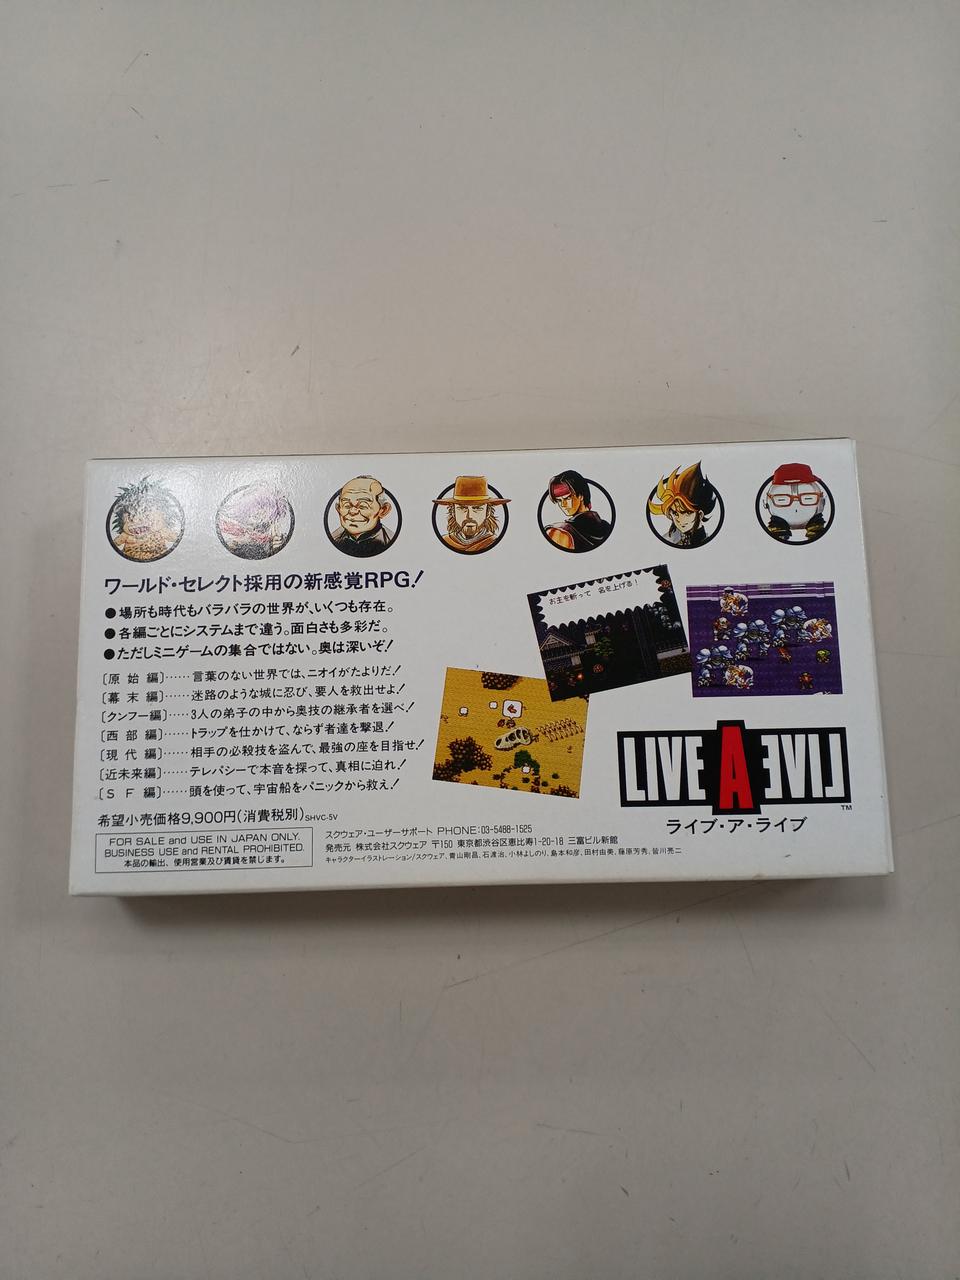 ワールド・セレクト採用の新感覚RPG!
●場所も時代もバラバラの世界が、いくつも存在。
●各編ごとにシステムまで違う。面白さも多彩だ。
●ただしミニゲームの集合ではない。奥は深いぞ!
〔原始編〕……言葉のない世界では、ニオイがたよりだ!
〔幕末編〕……迷路のような城に忍び、要人を救出せよ!
〔クンフー編〕……3人の弟子の中から奥技の継承者を選べ!
〔西部編〕……トラップを仕かけて、ならず者達を撃退!
〔現代編〕……相手の必殺技を盗んで、最強の座を目指せ!
〔近未来編〕……テレパシーで本音を探って、真相に迫れ!
〔SF編〕……頭を使って、宇宙船をパニックから救え!
希望小売価格9,900円(消費税別)SHVC-5V
FOR SALE and USE IN JAPAN ONLY.
BUSINESS USE and RENTAL PROHIBITED.
本品の輸出、使用営業及び賃貸を禁じます。
スクウェア・ユーザーサポート PHONE:03-5488-1525
発売元 株式会社スクウェア 〒150 東京都渋谷区恵比寿1-20-18 三富ビル新館
キャラクターイラストレーション/スクウェア、青山剛昌、石渡治、小林よしのり、島本和彦、田村由美、藤原芳秀、皆川亮二
お主を斬って 名を上げる!
LIVE A LIVE
TM
ライブ・ア・ライブ